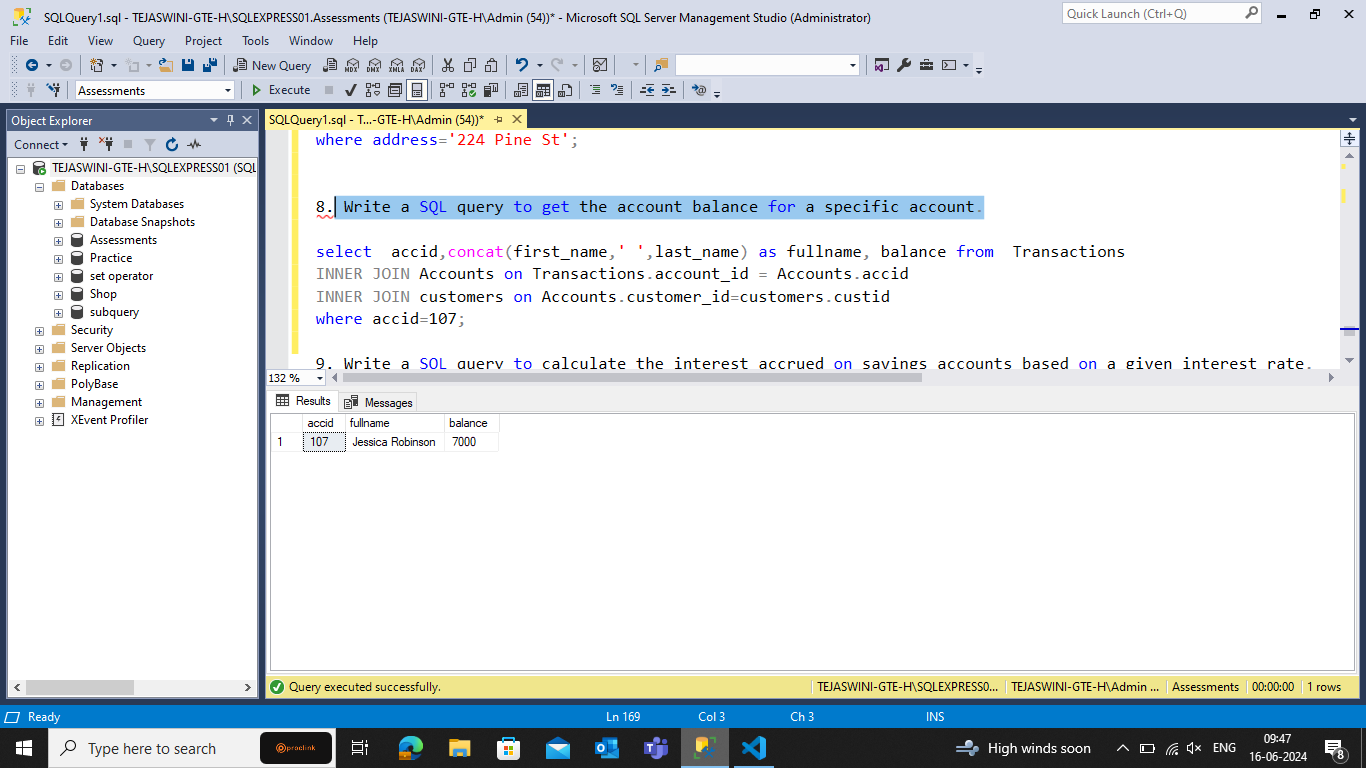 SQLQuery1.sql - TEJASWINI-GTE-H\SQLEXPRESS01.Assessments (TEJASWINI-GTE-H\Admin (54))* - Microsoft SQL Server Management Studio (Administrator)
Quick Launch (Ctrl+Q)
File Edit View Query Project Tools Window Help
New Query MDX DMX XMLA DAX
Assessments Execute
Object Explorer
SQLQuery1.sql - T...-GTE-H\Admin (54))*
Connect
TEJASWINI-GTE-H\SQLEXPRESS01 (SQL
Databases
System Databases
Database Snapshots
Assessments
Practice
set operator
Shop
subquery
Security
Server Objects
Replication
PolyBase
Management
XEvent Profiler
where address='224 Pine St';
8. Write a SQL query to get the account balance for a specific account.
select accid,concat(first_name,' ',last_name) as fullname, balance from Transactions
INNER JOIN Accounts on Transactions.account_id = Accounts.accid
INNER JOIN customers on Accounts.customer_id=customers.custid
where accid=107;
9. Write a SQL query to calculate the interest accrued on savings accounts based on a given interest rate.
132 %
Results Messages
accid fullname balance
1 107 Jessica Robinson 7000
Query executed successfully. TEJASWINI-GTE-H\SQLEXPRESS0... TEJASWINI-GTE-H\Admin ... Assessments 00:00:00 1 rows
Ready Ln 169 Col 3 Ch 3 INS
Type here to search proclink High winds soon ENG 09:47
16-06-2024 8